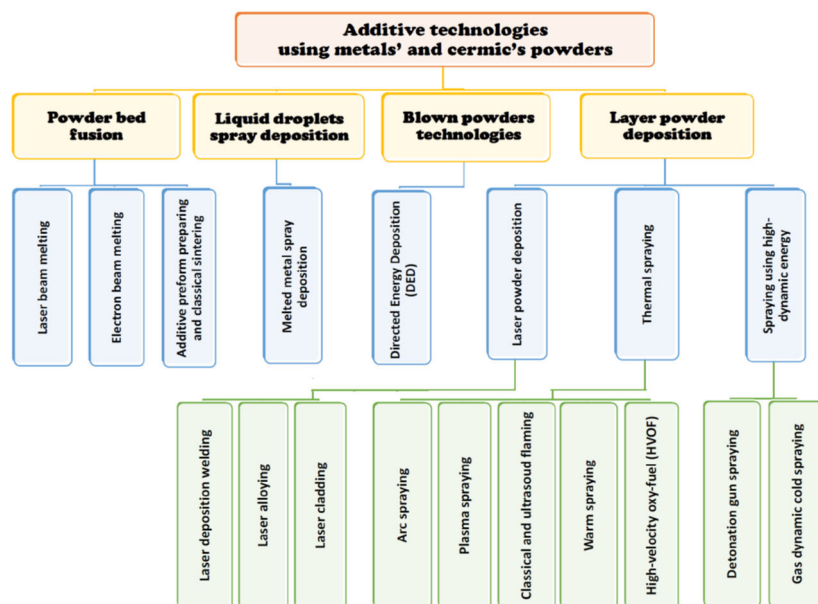 Additive technologies
using metals' and cermic's powders
Powder bed
fusion
Liquid droplets
spray deposition
Blown powders
technologies
Layer powder
deposition
Laser beam melting
Electron beam melting
Additive preform preparing
and classical sintering
Melted metal spray
deposition
Directed Energy Deposition
(DED)
Laser powder deposition
Thermal spraying
Spraying using high-
dynamic energy
Laser deposition welding
Laser alloying
Laser cladding
Arc spraying
Plasma spraying
Classical and ultrasoud flaming
Warm spraying
High-velocity oxy-fuel (HVOF)
Detonation gun spraying
Gas dynamic cold spraying